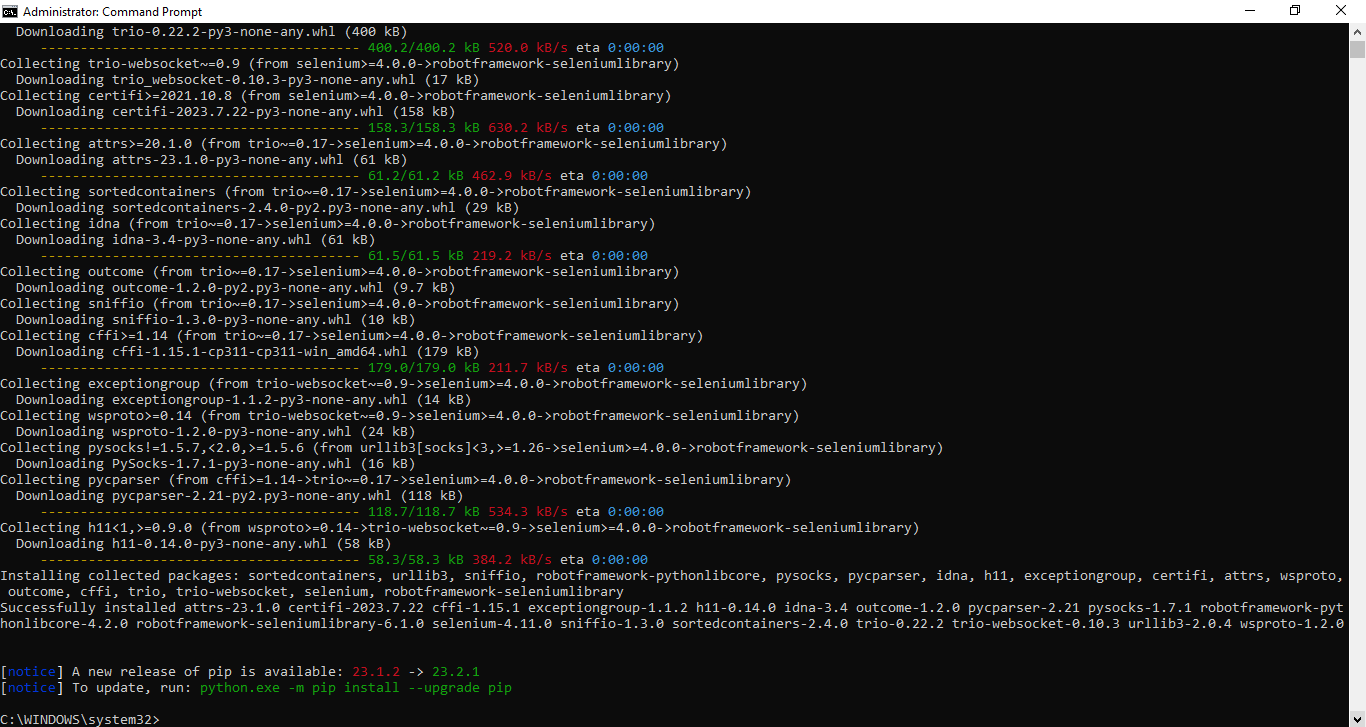 Administrator: Command Prompt
Downloading trio-0.22.2-py3-none-any.whl (400 kB)
---------------------------------------- 400.2/400.2 kB 520.0 kB/s eta 0:00:00
Collecting trio-websocket~=0.9 (from selenium>=4.0.0->robotframework-seleniumlibrary)
Downloading trio_websocket-0.10.3-py3-none-any.whl (17 kB)
Collecting certifi>=2021.10.8 (from selenium>=4.0.0->robotframework-seleniumlibrary)
Downloading certifi-2023.7.22-py3-none-any.whl (158 kB)
---------------------------------------- 158.3/158.3 kB 630.2 kB/s eta 0:00:00
Collecting attrs>=20.1.0 (from trio~=0.17->selenium>=4.0.0->robotframework-seleniumlibrary)
Downloading attrs-23.1.0-py3-none-any.whl (61 kB)
---------------------------------------- 61.2/61.2 kB 462.9 kB/s eta 0:00:00
Collecting sortedcontainers (from trio~=0.17->selenium>=4.0.0->robotframework-seleniumlibrary)
Downloading sortedcontainers-2.4.0-py2.py3-none-any.whl (29 kB)
Collecting idna (from trio~=0.17->selenium>=4.0.0->robotframework-seleniumlibrary)
Downloading idna-3.4-py3-none-any.whl (61 kB)
---------------------------------------- 61.5/61.5 kB 219.2 kB/s eta 0:00:00
Collecting outcome (from trio~=0.17->selenium>=4.0.0->robotframework-seleniumlibrary)
Downloading outcome-1.2.0-py2.py3-none-any.whl (9.7 kB)
Collecting sniffio (from trio~=0.17->selenium>=4.0.0->robotframework-seleniumlibrary)
Downloading sniffio-1.3.0-py3-none-any.whl (10 kB)
Collecting cffi>=1.14 (from trio~=0.17->selenium>=4.0.0->robotframework-seleniumlibrary)
Downloading cffi-1.15.1-cp311-cp311-win_amd64.whl (179 kB)
---------------------------------------- 179.0/179.0 kB 211.7 kB/s eta 0:00:00
Collecting exceptiongroup (from trio-websocket~=0.9->selenium>=4.0.0->robotframework-seleniumlibrary)
Downloading exceptiongroup-1.1.2-py3-none-any.whl (14 kB)
Collecting wsproto>=0.14 (from trio-websocket~=0.9->selenium>=4.0.0->robotframework-seleniumlibrary)
Downloading wsproto-1.2.0-py3-none-any.whl (24 kB)
Collecting pysocks!=1.5.7,<2.0,>=1.5.6 (from urllib3[socks]<3,>=1.26->selenium>=4.0.0->robotframework-seleniumlibrary)
Downloading PySocks-1.7.1-py3-none-any.whl (16 kB)
Collecting pycparser (from cffi>=1.14->trio~=0.17->selenium>=4.0.0->robotframework-seleniumlibrary)
Downloading pycparser-2.21-py2.py3-none-any.whl (118 kB)
---------------------------------------- 118.7/118.7 kB 534.3 kB/s eta 0:00:00
Collecting h11<1,>=0.9.0 (from wsproto>=0.14->trio-websocket~=0.9->selenium>=4.0.0->robotframework-seleniumlibrary)
Downloading h11-0.14.0-py3-none-any.whl (58 kB)
---------------------------------------- 58.3/58.3 kB 384.2 kB/s eta 0:00:00
Installing collected packages: sortedcontainers, urllib3, sniffio, robotframework-pythonlibcore, pysocks, pycparser, idna, h11, exceptiongroup, certifi, attrs, wsproto,
outcome, cffi, trio, trio-websocket, selenium, robotframework-seleniumlibrary
Successfully installed attrs-23.1.0 certifi-2023.7.22 cffi-1.15.1 exceptiongroup-1.1.2 h11-0.14.0 idna-3.4 outcome-1.2.0 pycparser-2.21 pysocks-1.7.1 robotframework-pyt
honlibcore-4.2.0 robotframework-seleniumlibrary-6.1.0 selenium-4.11.0 sniffio-1.3.0 sortedcontainers-2.4.0 trio-0.22.2 trio-websocket-0.10.3 urllib3-2.0.4 wsproto-1.2.0
[notice] A new release of pip is available: 23.1.2 -> 23.2.1
[notice] To update, run: python.exe -m pip install --upgrade pip
C:\WINDOWS\system32>